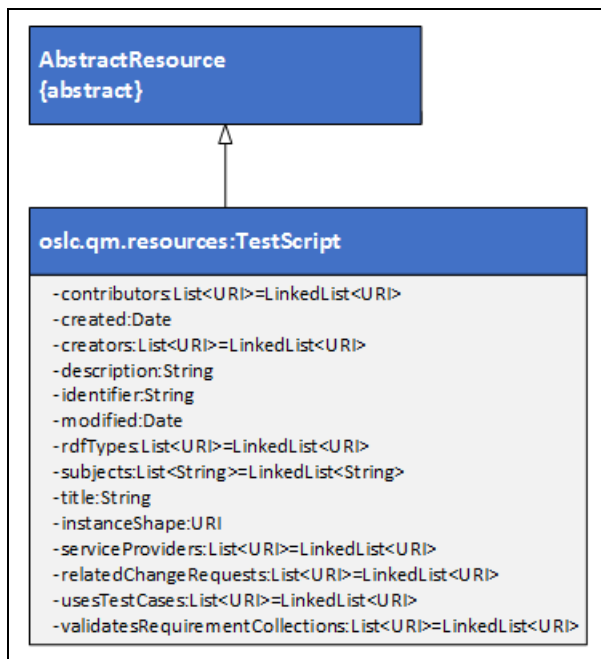 AbstractResource
{abstract}
oslc.qm.resources:TestScript
-contributors:List<URI>=LinkedList<URI>
-created:Date
-creators:List<URI>=LinkedList<URI>
-description:String
-identifier:String
-modified:Date
-rdfTypes:List<URI>=LinkedList<URI>
-subjects:List<String>=LinkedList<String>
-title:String
-instanceShape:URI
-serviceProviders:List<URI>=LinkedList<URI>
-relatedChangeRequests:List<URI>=LinkedList<URI>
-usesTestCases:List<URI>=LinkedList<URI>
-validatesRequirementCollections:List<URI>=LinkedList<URI>